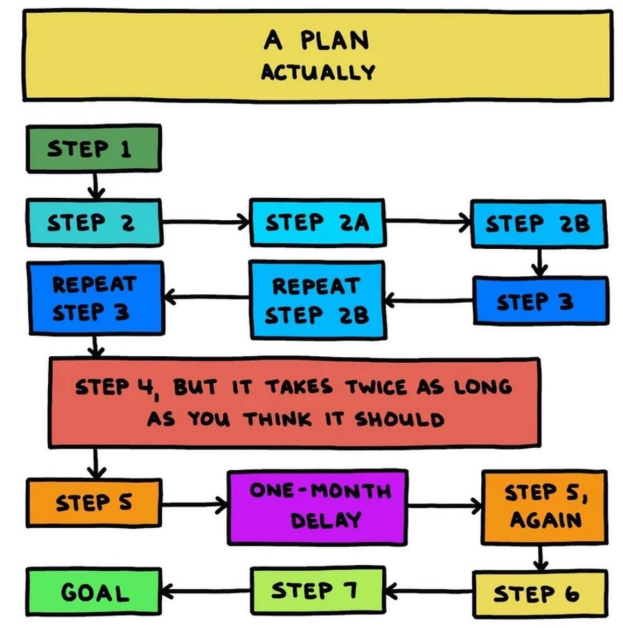 A PLAN
ACTUALLY
STEP 1
STEP 2
STEP 2A
STEP 2B
STEP 3
REPEAT
STEP 2B
REPEAT
STEP 3
STEP 4, BUT IT TAKES TWICE AS LONG
AS YOU THINK IT SHOULD
STEP 5
ONE-MONTH
DELAY
STEP 5,
AGAIN
STEP 6
STEP 7
GOAL